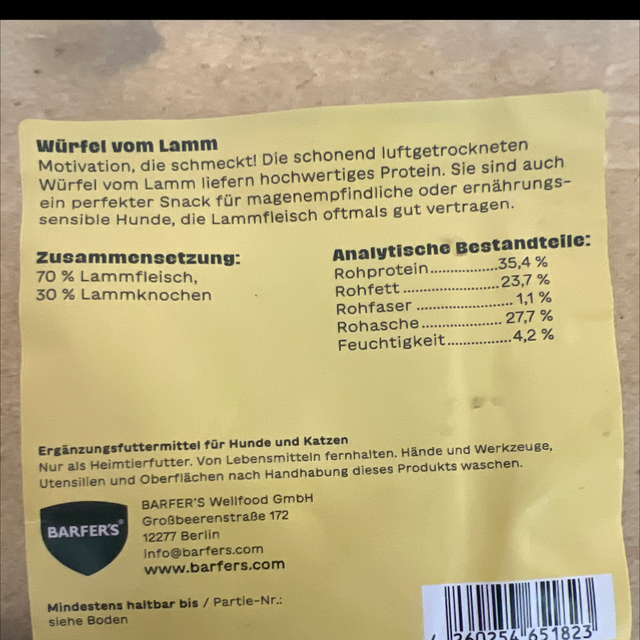 Würfel vom Lamm
Motivation, die schmeckt! Die schonend luftgetrockneten
Würfel vom Lamm liefern hochwertiges Protein. Sie sind auch
ein perfekter Snack für magenempfindliche oder ernährungs-
sensible Hunde, die Lammfleisch oftmals gut vertragen.
Zusammensetzung:
70 % Lammfleisch,
30 % Lammknochen
Analytische Bestandteile:
Rohprotein..............35,4 %
Rohfett....................23,7 %
Rohfaser....................1,1 %
Rohasche................27,7 %
Feuchtigkeit..............4,2 %
Ergänzungsfuttermittel für Hunde und Katzen
Nur als Heimtierfutter. Von Lebensmitteln fernhalten. Hände und Werkzeuge,
Utensilien und Oberflächen nach Handhabung dieses Produkts waschen.
BARFER'S®
BARFER'S Wellfood GmbH
Großbeerenstraße 172
12277 Berlin
info@barfers.com
www.barfers.com
Mindestens haltbar bis / Partie-Nr.:
siehe Boden
4 260254 651823